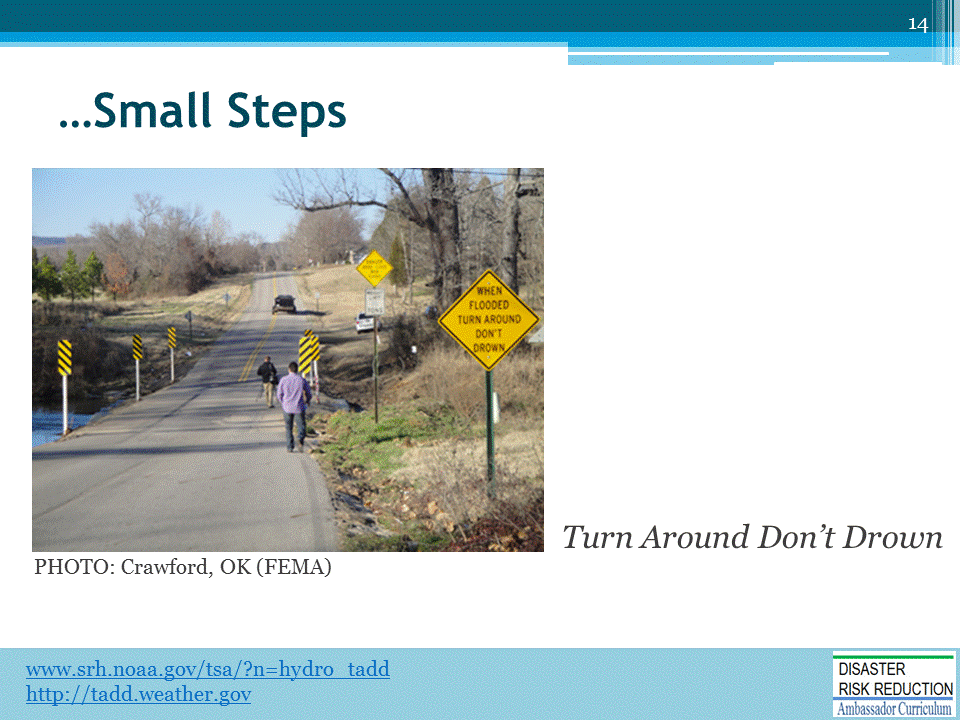 14
…Small Steps
WHEN
FLOODED
TURN AROUND
DON'T
DROWN
Turn Around Don’t Drown
PHOTO: Crawford, OK (FEMA)
www.srh.noaa.gov/tsa/?n=hydro_tadd
http://tadd.weather.gov
DISASTER
RISK REDUCTION
Ambassador Curriculum